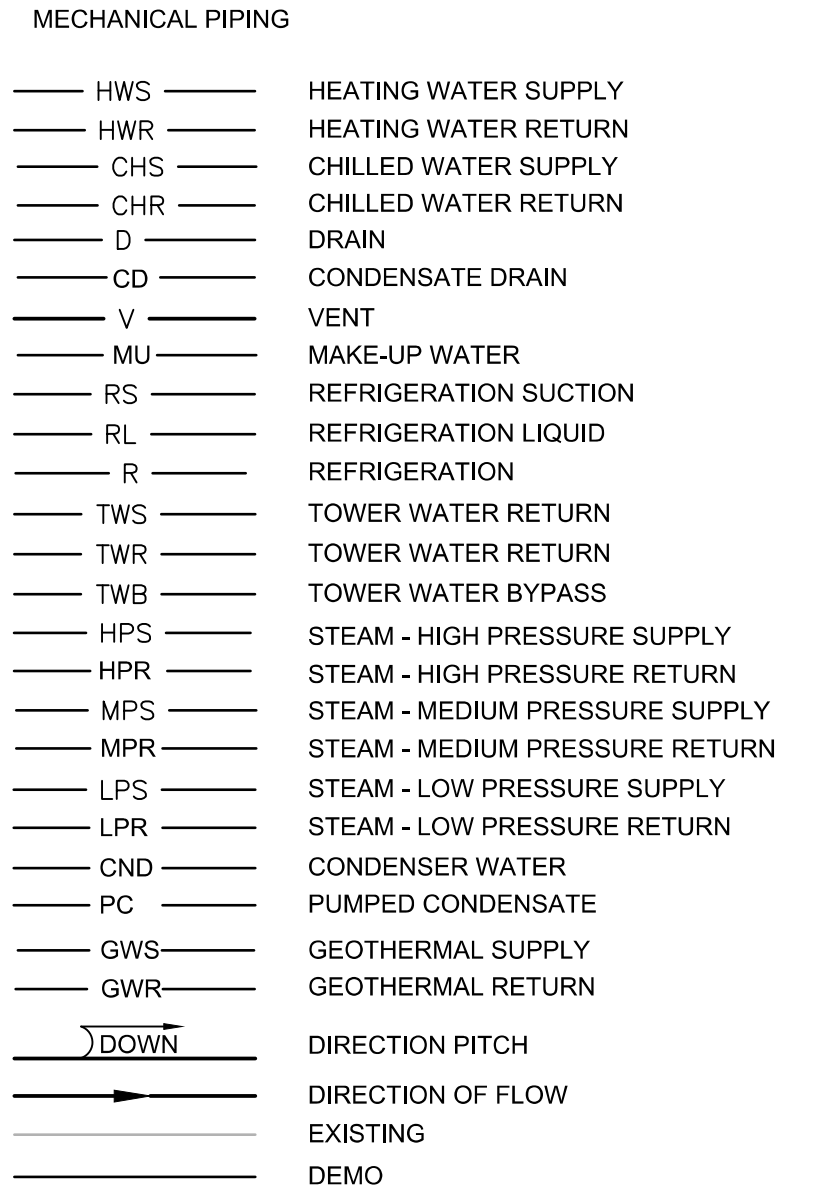 MECHANICAL PIPING
HWS HEATING WATER SUPPLY
HWR HEATING WATER RETURN
CHS CHILLED WATER SUPPLY
CHR CHILLED WATER RETURN
D DRAIN
CD CONDENSATE DRAIN
V VENT
MU MAKE-UP WATER
RS REFRIGERATION SUCTION
RL REFRIGERATION LIQUID
R REFRIGERATION
TWS TOWER WATER RETURN
TWR TOWER WATER RETURN
TWB TOWER WATER BYPASS
HPS STEAM - HIGH PRESSURE SUPPLY
HPR STEAM - HIGH PRESSURE RETURN
MPS STEAM - MEDIUM PRESSURE SUPPLY
MPR STEAM - MEDIUM PRESSURE RETURN
LPS STEAM - LOW PRESSURE SUPPLY
LPR STEAM - LOW PRESSURE RETURN
CND CONDENSER WATER
PC PUMPED CONDENSATE
GWS GEOTHERMAL SUPPLY
GWR GEOTHERMAL RETURN
DOWN DIRECTION PITCH
DIRECTION OF FLOW
EXISTING
DEMO